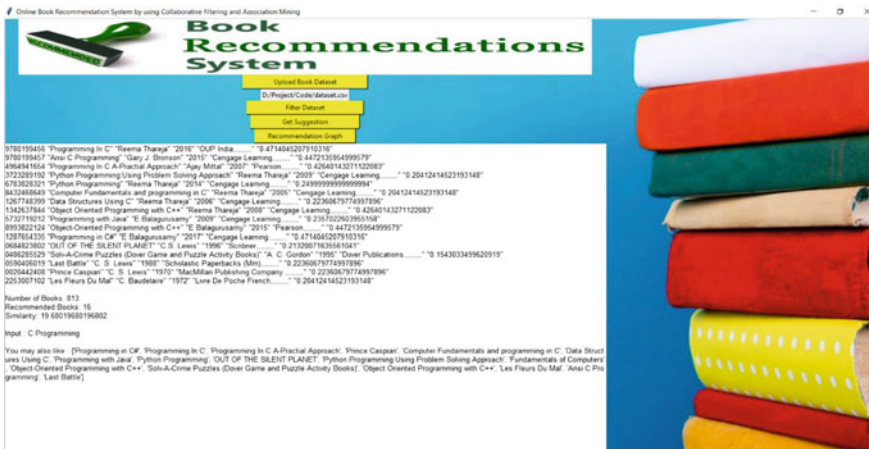 Online Book Recommendation System by using Collaborative filtering and Association Mining
RECOMMENDED
Book
Recommendations
System
Upload Book Dataset
D:/Project/Code/dataset.csv
Filter Dataset
Get Suggestion
Recommendation Graph
9780199456 "Programming In C" "Reema Thareja" "2016" "OUP India........." "0.4714045207910316"
9780199457 "Ansi C Programming" "Gary J. Bronson" "2015" "Cengage Learning........." "0.4472135954999579"
4964941654 "Programming In C A-Practial Approach" "Ajay Mittal" "2007" "Pearson........." "0.42640143271122083"
3723289192 "Python Programming Using Problem Solving Approach" "Reema Thareja" "2009" "Cengage Learning........." "0.20412414523193148"
6783828321 "Python Programming" "Reema Thareja" "2014" "Cengage Learning........." "0.24999999999999994"
8432468649 "Computer Fundamentals and programming in C" "Reema Thareja" "2005" "Cengage Learning........." "0.20412414523193148"
1267748399 "Data Structures Using C" "Reema Thareja" "2006" "Cengage Learning........." "0.22360679774997896"
1342637844 "Object Oriented Programming with C++" "Reema Thareja" "2008" "Cengage Learning........." "0.42640143271122083"
5732719212 "Programming with Java" "E Balagurusamy" "2009" "Cengage Learning........." "0.2357022603955158"
8993822124 "Object-Oriented Programming with C++" "E Balagurusamy" "2015" "Pearson........." "0.4472135954999579"
1287654335 "Programming in C#" "E Balagurusamy" "2017" "Cengage Learning........." "0.4714045207910316"
0684823802 "OUT OF THE SILENT PLANET" "C.S. Lewis" "1996" "Scribner........." "0.21320071635561041"
0486285529 "Solv-A-Crime Puzzles (Dover Game and Puzzle Activity Books)" "A. C. Gordon" "1995" "Dover Publications........." "0.1543033499620919"
0590406019 "Last Battle" "C. S. Lewis" "1988" "Scholastic Paperbacks (Mm)........." "0.22360679774997896"
0020442408 "Prince Caspian" "C. S. Lewis" "1970" "MacMillan Publishing Company ........." "0.22360679774997896"
2253007102 "Les Fleurs Du Mal" "C. Baudelaire" "1972" "Livre De Poche French........." "0.20412414523193148"
Number of Books: 813
Recommended Books: 16
Similarity: 19.68019680196802
Input : C Programming
You may also like : ['Programming in C#', 'Programming In C', 'Programming In C A-Practial Approach', 'Prince Caspian', 'Computer Fundamentals and programming in C', 'Data Struct
ures Using C', 'Programming with Java', 'Python Programming', 'OUT OF THE SILENT PLANET', 'Python Programming Using Problem Solving Approach', 'Fundamentals of Computers'
, 'Object-Oriented Programming with C++', 'Solv-A-Crime Puzzles (Dover Game and Puzzle Activity Books)', 'Object Oriented Programming with C++', 'Les Fleurs Du Mal', 'Ansi C Pro
gramming', 'Last Battle']